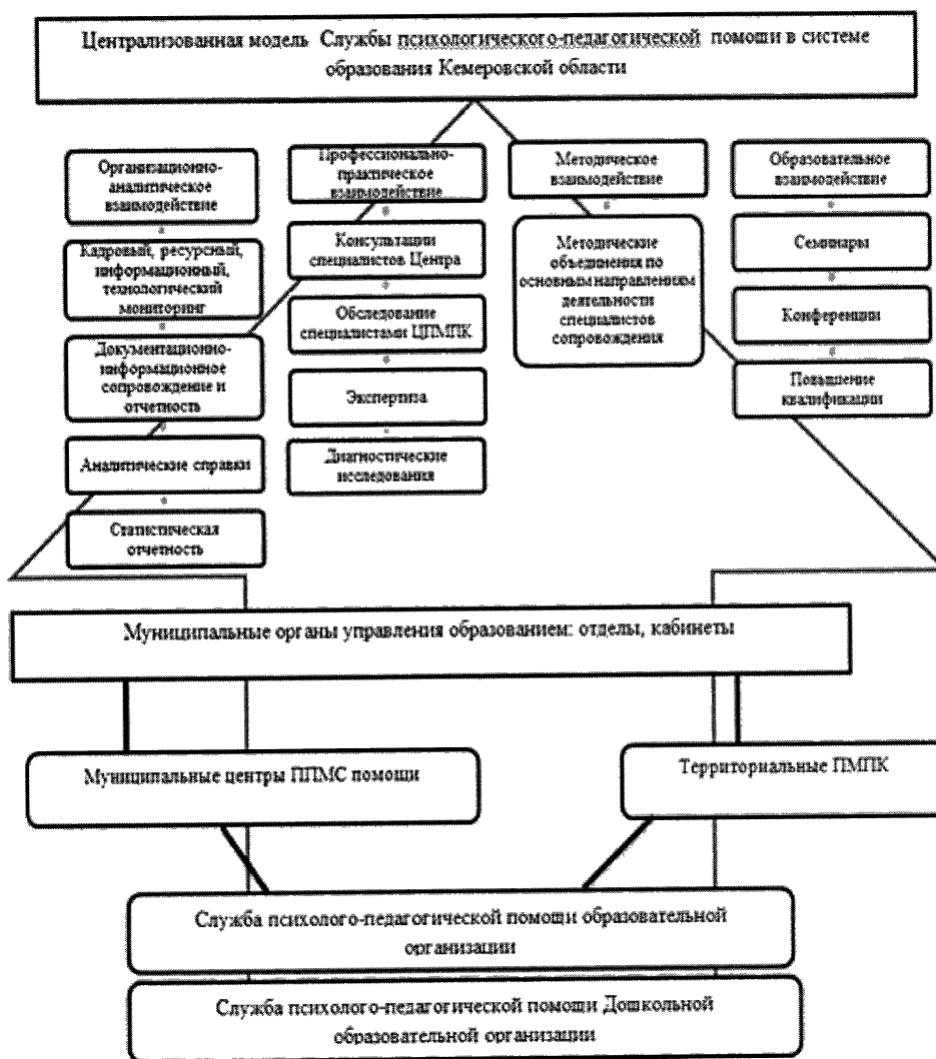 Централизованная модель Службы психологического-педагогической помощи в системе
образования Кемеровской области
Организационно-
аналитическое
взаимодействие
Кадровый, ресурсный,
информационный,
технологический
мониторинг
Документационно-
информационное
сопровождение и
отчетность
Аналитические справки
Статистическая
отчетность
Профессионально-
практическое
взаимодействие
Консультации
специалистов Центра
Обследование
специалистами ЦПМПК
Экспертиза
Диагностические
исследования
Методическое
взаимодействие
Методические
объединения по
основным направлениям
деятельности
специалистов
сопровождения
Образовательное
взаимодействие
Семинары
Конференции
Повышение
квалификации
Муниципальные органы управления образованием: отделы, кабинеты
Муниципальные центры ППМС помощи
Территориальные ПМПК
Служба психолого-педагогической помощи образовательной
организации
Служба психолого-педагогической помощи Дошкольной
образовательной организации